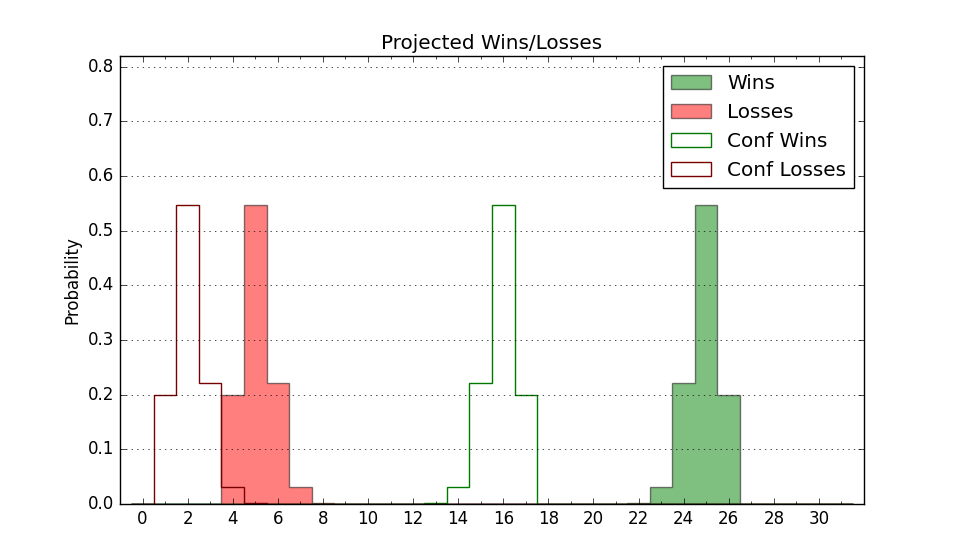 Projected Wins/Losses
0.8
0.7
0.6
0.5
0.4
0.3
0.2
0.1
0.0
Probability
Wins
Losses
Conf Wins
Conf Losses
0 2 4 6 8 10 12 14 16 18 20 22 24 26 28 30